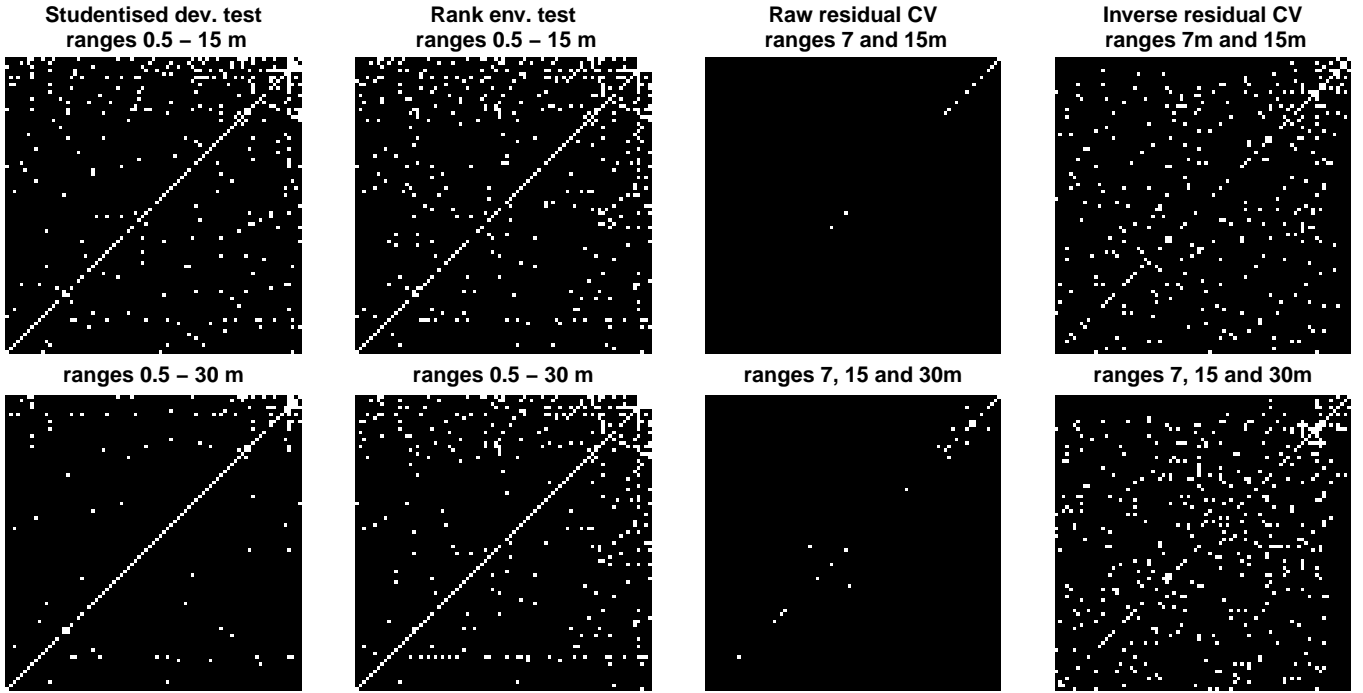 Studentised dev. test
ranges 0.5 – 15 m
Rank env. test
ranges 0.5 – 15 m
Raw residual CV
ranges 7 and 15m
Inverse residual CV
ranges 7m and 15m
ranges 0.5 – 30 m
ranges 0.5 – 30 m
ranges 7, 15 and 30m
ranges 7, 15 and 30m